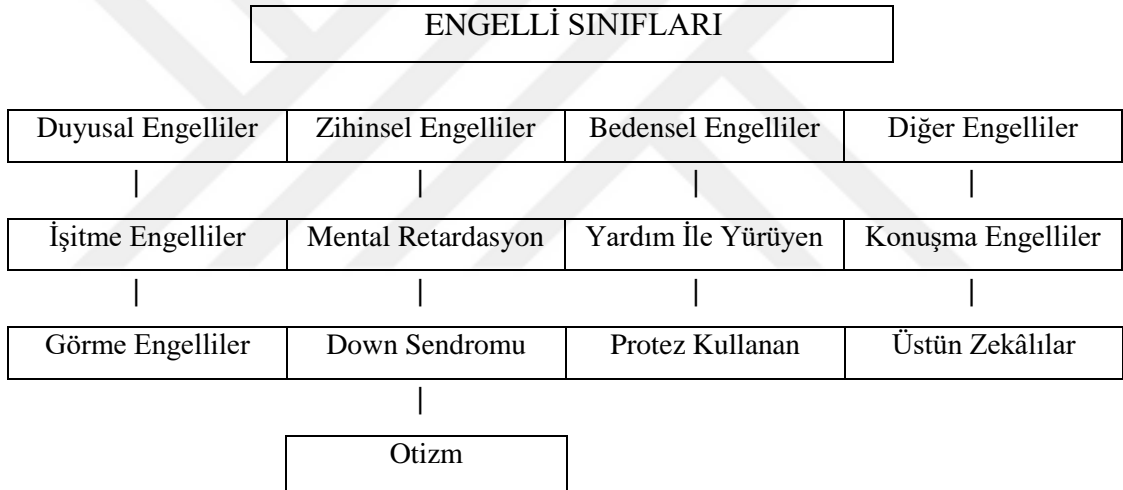 ENGELLİ SINIFLARI
Duyusal Engelliler Zihinsel Engelliler Bedensel Engelliler Diğer Engelliler
İşitme Engelliler Mental Retardasyon Yardım İle Yürüyen Konuşma Engelliler
Görme Engelliler Down Sendromu Protez Kullanan Üstün Zekâlılar
Otizm